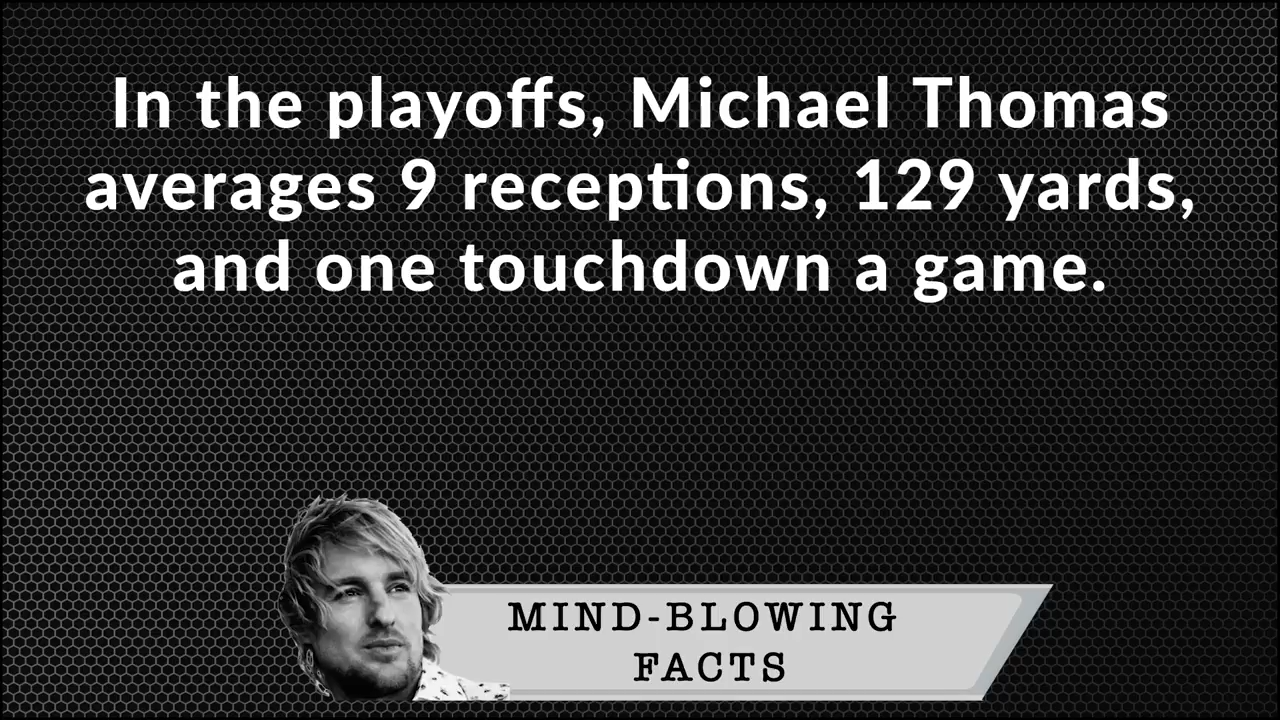 In the playoffs, Michael Thomas
averages 9 receptions, 129 yards,
and one touchdown a game.
MIND-BLOWING
FACTS